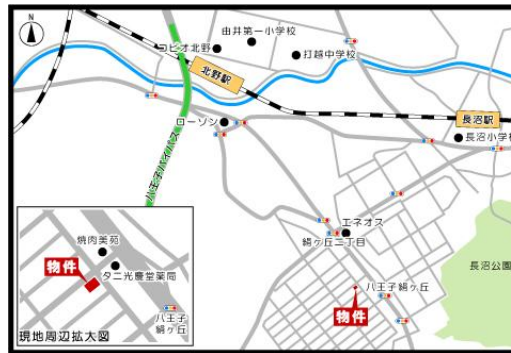 N
由井第一小学校
コピオ北野
打越中学校
北野駅
長沼駅
ローソン
長沼小学校
八王子バイパス
エネオス
絹ヶ丘二丁目
長沼公園
八王子絹ヶ丘
物件
焼肉美苑
物件
タニ光慶堂薬局
八王子
絹ヶ丘
現地周辺拡大図